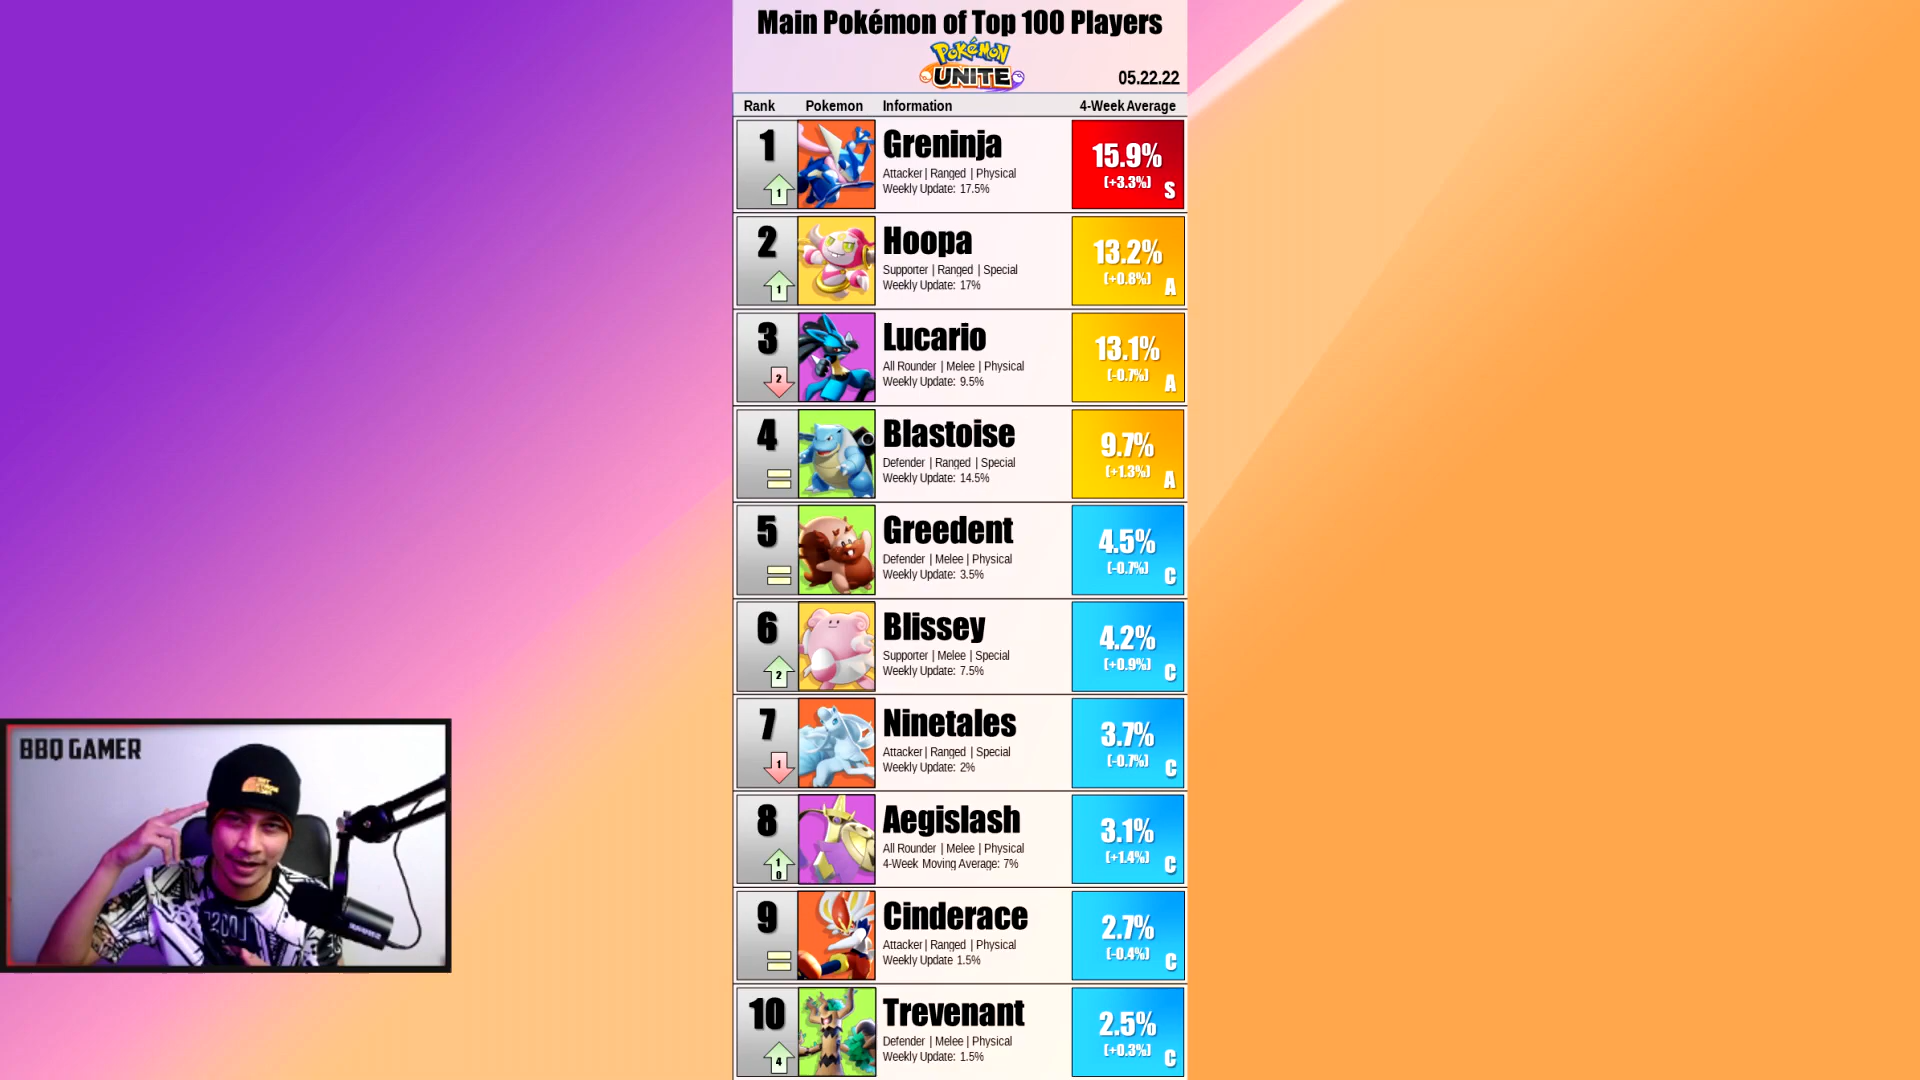 Main Pokémon of Top 100 Players
POKÉMON
UNITE
05.22.22
Rank Pokemon Information 4-Week Average
1
1
Greninja
Attacker | Ranged | Physical
Weekly Update: 17.5%
15.9%
(+3.3%)
S
2
1
Hoopa
Supporter | Ranged | Special
Weekly Update: 17%
13.2%
(+0.8%)
A
3
2
Lucario
All Rounder | Melee | Physical
Weekly Update: 9.5%
13.1%
(-0.7%)
A
4
Blastoise
Defender | Ranged | Special
Weekly Update: 14.5%
9.7%
(+1.3%)
A
5
Greedent
Defender | Melee | Physical
Weekly Update: 3.5%
4.5%
(-0.7%)
C
6
2
Blissey
Supporter | Melee | Special
Weekly Update: 7.5%
4.2%
(+0.9%)
C
7
1
Ninetales
Attacker | Ranged | Special
Weekly Update: 2%
3.7%
(-0.7%)
C
8
10
Aegislash
All Rounder | Melee | Physical
4-Week Moving Average: 7%
3.1%
(+1.4%)
C
9
Cinderace
Attacker | Ranged | Physical
Weekly Update 1.5%
2.7%
(-0.4%)
C
10
4
Trevenant
Defender | Melee | Physical
Weekly Update: 1.5%
2.5%
(+0.3%)
C
BBQ GAMER